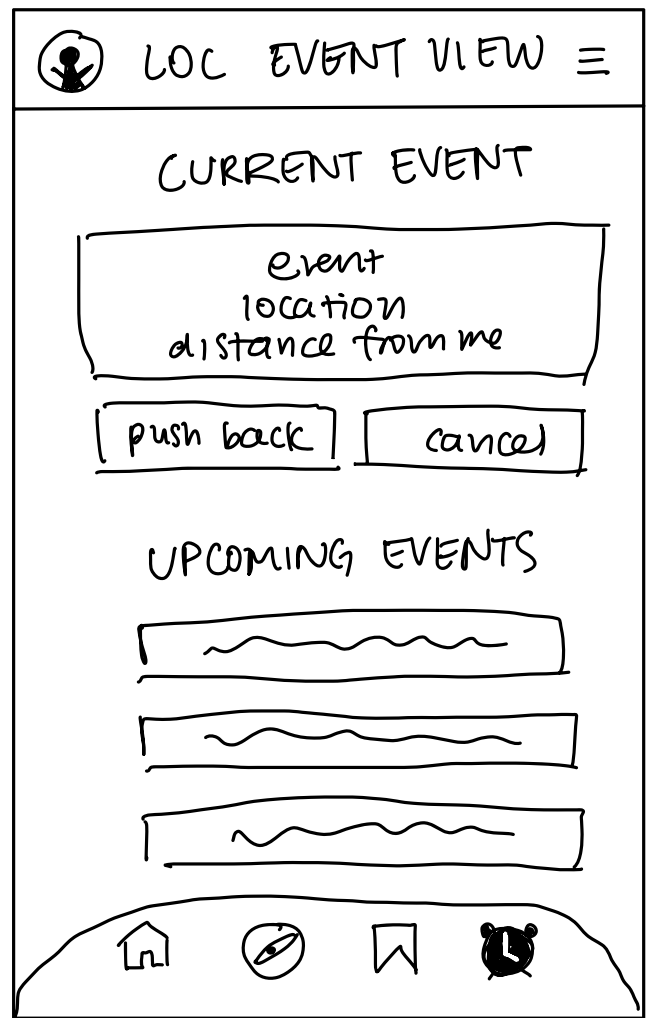 LOC EVENT VIEW
CURRENT EVENT
event
location
distance from me
push back
cancel
UPCOMING EVENTS